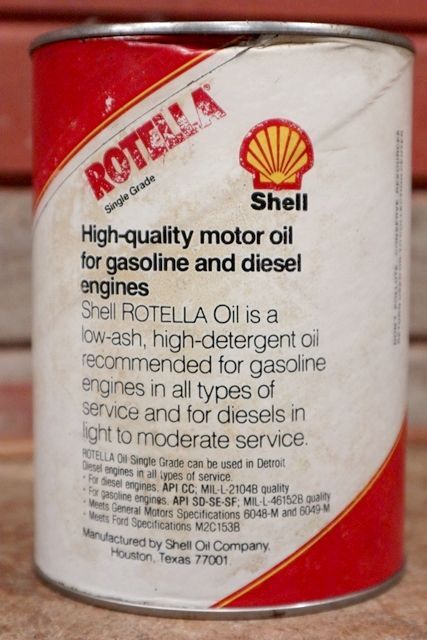 ROTELLA®
Single Grade
Shell
High-quality motor oil
for gasoline and diesel
engines
Shell ROTELLA Oil is a
low-ash, high-detergent oil
recommended for gasoline
engines in all types of
service and for diesels in
light to moderate service.
ROTELLA Oil Single Grade can be used in Detroit
Diesel engines in all types of service.
• For diesel engines, API CC; MIL-L-2104B quality
• For gasoline engines, API SD-SE-SF; MIL-L-46152B quality
• Meets General Motors Specifications 6048-M and 6049-M
• Meets Ford Specifications M2C153B
Manufactured by Shell Oil Company,
Houston, Texas 77001
DON'T POLLUTE. CONSERVE RESOURCES